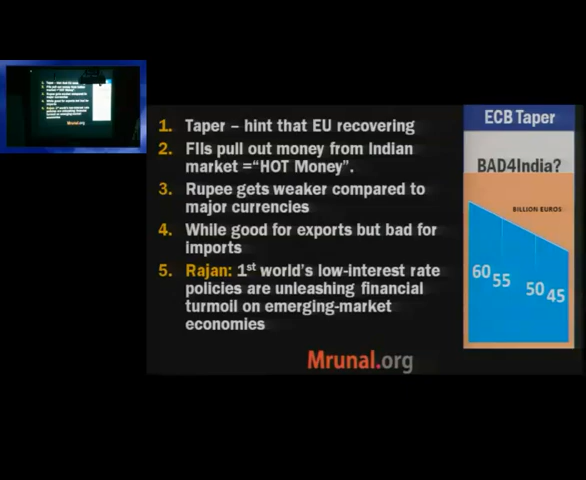 1. Taper – hint that EU recovering
2. FIIs pull out money from Indian
market ="HOT Money".
3. Rupee gets weaker compared to
major currencies
4. While good for exports but bad for
imports
5. Rajan: 1st world's low-interest rate
policies are unleashing financial
turmoil on emerging-market
economies
Mrunal.org
ECB Taper
BAD4India?
BILLION EUROS
60
55
50
45